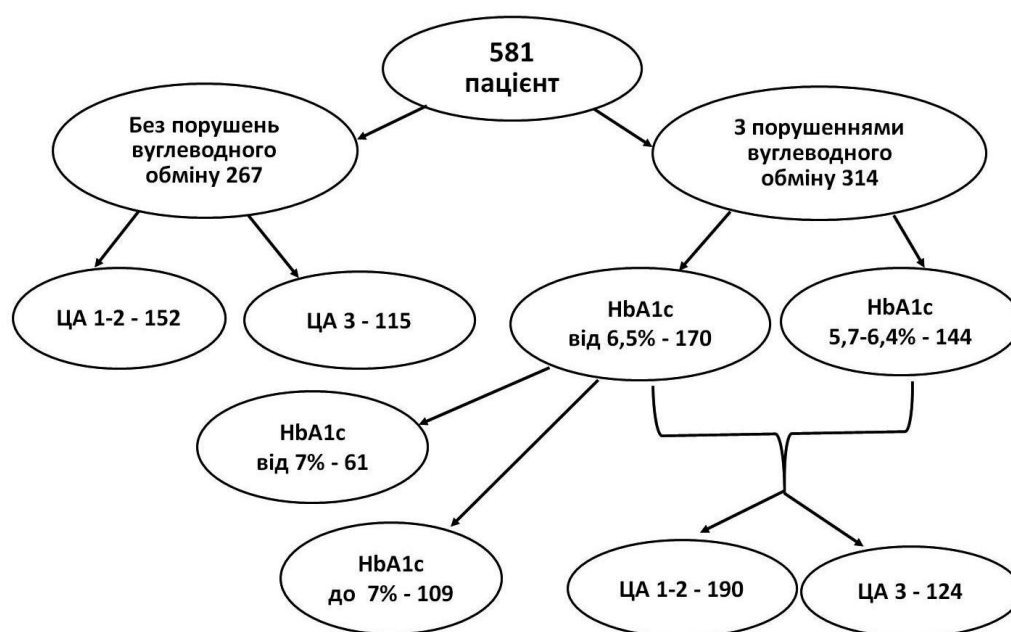 581
пацієнт
Без порушень
вуглеводного
обміну 267
З порушеннями
вуглеводного
обміну 314
ЦА 1-2 - 152
ЦА 3 - 115
HbA1c
від 6,5% - 170
HbA1c
5,7-6,4% - 144
HbA1c
від 7% - 61
HbA1c
до 7% - 109
ЦА 1-2 - 190
ЦА 3 - 124